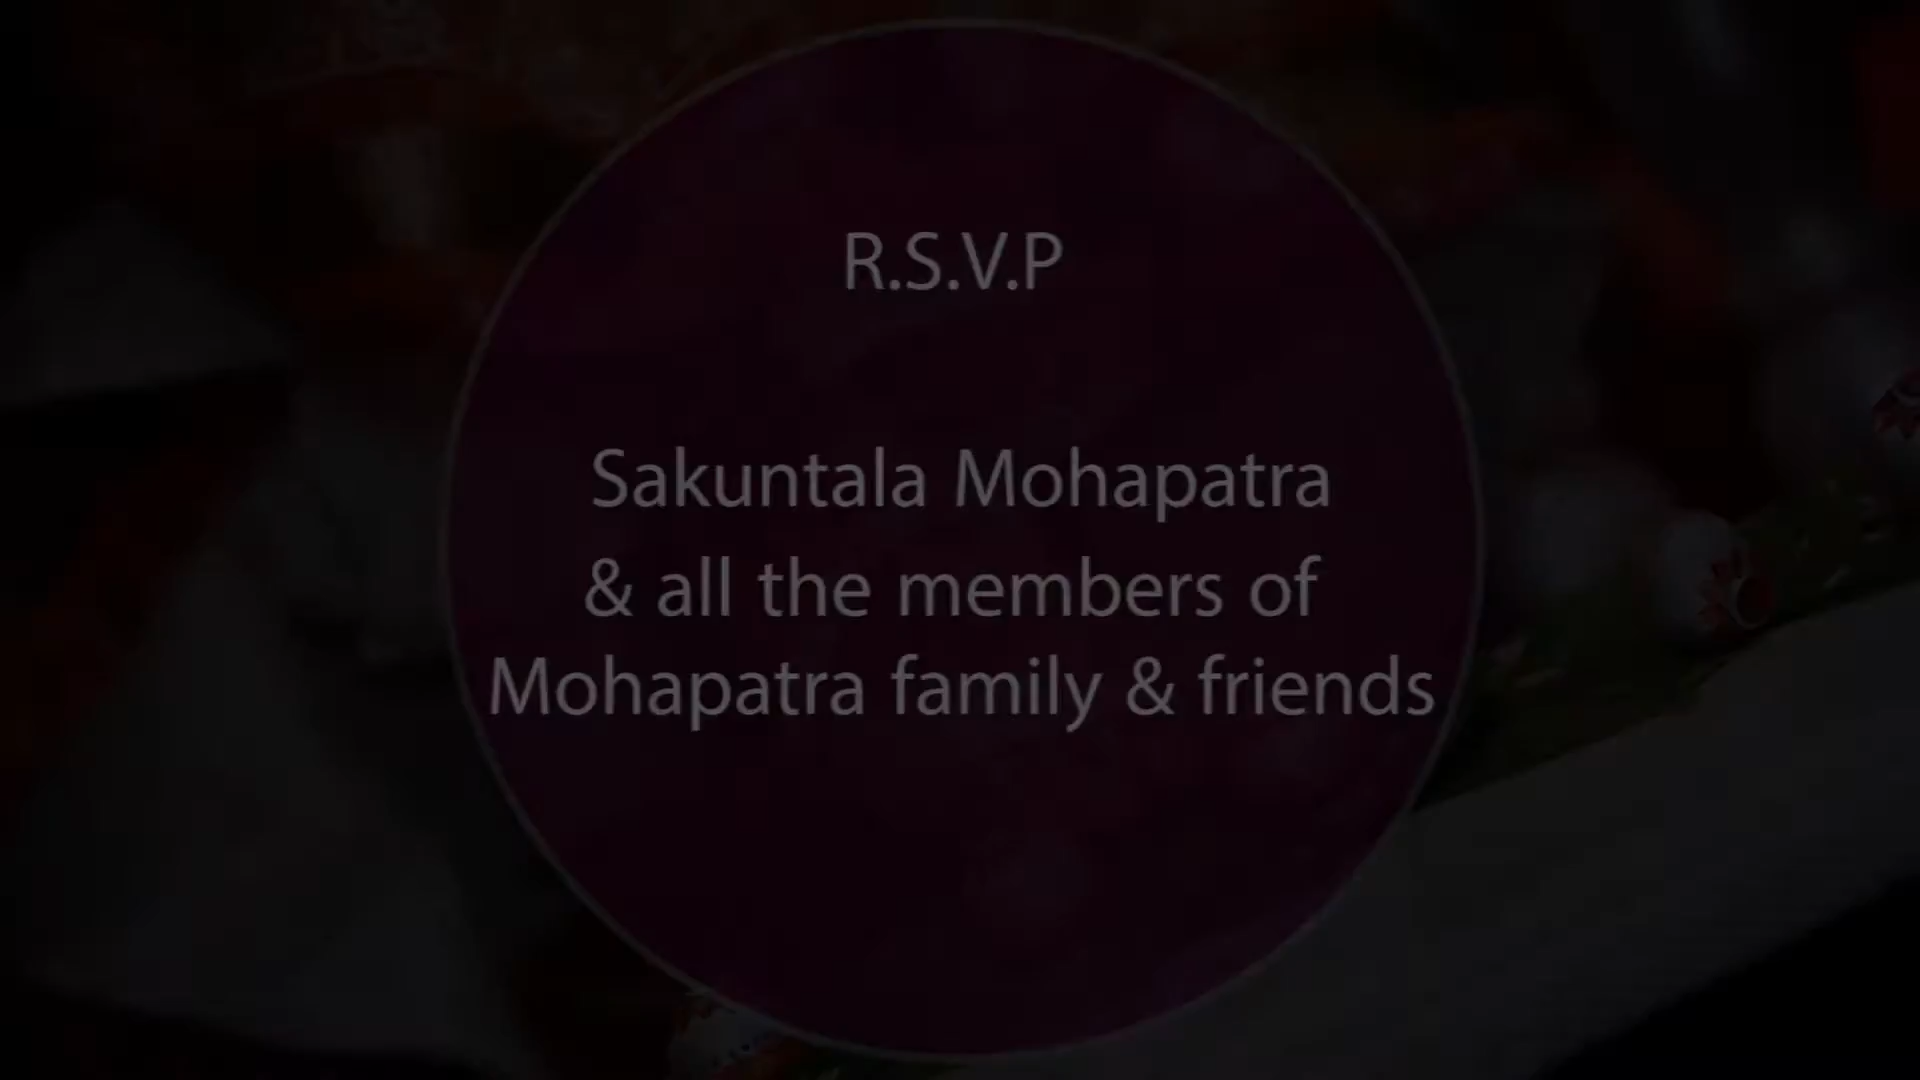 R.S.V.P
Sakuntala Mohapatra
& all the members of
Mohapatra family & friends